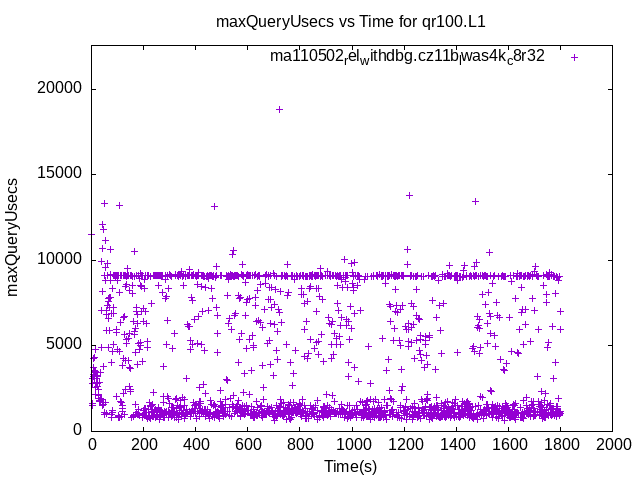 maxQueryUsecs vs Time for qr100.L1
ma110502_rel_withdbg.cz11b_lwas4k_c8r32
20000
15000
10000
5000
0
maxQueryUsecs
0 200 400 600 800 1000 1200 1400 1600 1800 2000
Time(s)